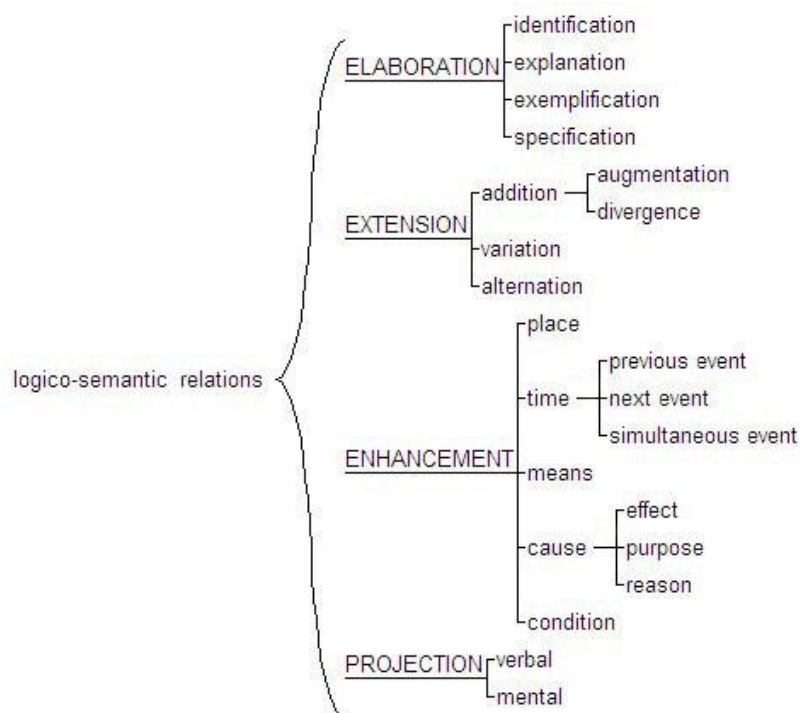 identification
ELABORATION
explanation
exemplification
specification
augmentation
addition
divergence
EXTENSION
variation
alternation
place
previous event
logico-semantic relations
time
next event
simultaneous event
ENHANCEMENT
means
effect
cause
purpose
reason
condition
PROJECTION
verbal
mental